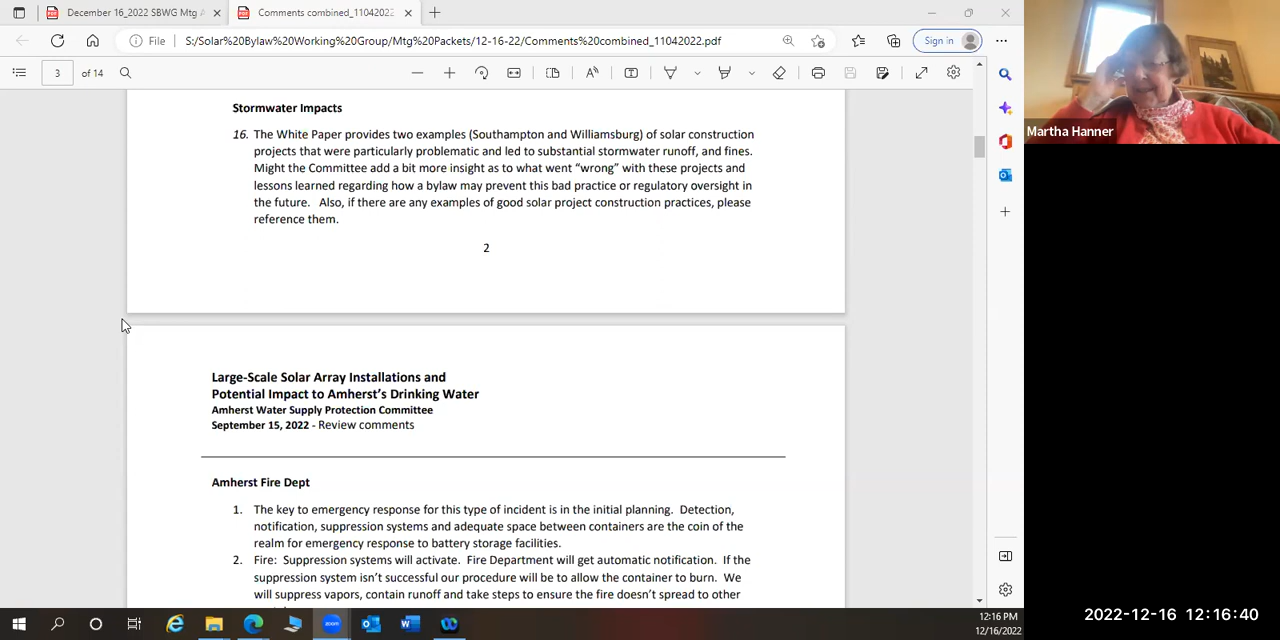 December 16_2022 SBWG Mtg A
Comments combined_11042022
File
S:/Solar%20Bylaw%20Working%20Group/Mtg%20Packets/12-16-22/Comments%20combined_11042022.pdf
Sign in
3
of 14
Stormwater Impacts
16. The White Paper provides two examples (Southampton and Williamsburg) of solar construction
projects that were particularly problematic and led to substantial stormwater runoff, and fines.
Might the Committee add a bit more insight as to what went “wrong” with these projects and
lessons learned regarding how a bylaw may prevent this bad practice or regulatory oversight in
the future. Also, if there are any examples of good solar project construction practices, please
reference them.
2
Large-Scale Solar Array Installations and
Potential Impact to Amherst’s Drinking Water
Amherst Water Supply Protection Committee
September 15, 2022 - Review comments
Amherst Fire Dept
1. The key to emergency response for this type of incident is in the initial planning. Detection,
notification, suppression systems and adequate space between containers are the coin of the
realm for emergency response to battery storage facilities.
2. Fire: Suppression systems will activate. Fire Department will get automatic notification. If the
suppression system isn’t successful our procedure will be to allow the container to burn. We
will suppress vapors, contain runoff and take steps to ensure the fire doesn’t spread to other
Martha Hanner
zoom
12:16 PM
12/16/2022
2022-12-16 12:16:40